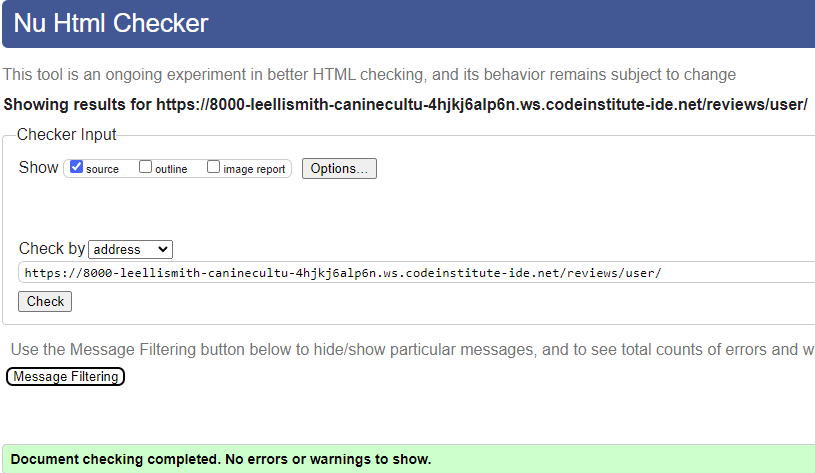 Nu Html Checker
This tool is an ongoing experiment in better HTML checking, and its behavior remains subject to change
Showing results for https://8000-leellismith-caninecultu-4hjkj6alp6n.ws.codeinstitute-ide.net/reviews/user/
Checker Input
Show source outline image report Options...
Check by address
https://8000-leellismith-caninecultu-4hjkj6alp6n.ws.codeinstitute-ide.net/reviews/user/
Check
Use the Message Filtering button below to hide/show particular messages, and to see total counts of errors and w
Message Filtering
Document checking completed. No errors or warnings to show.